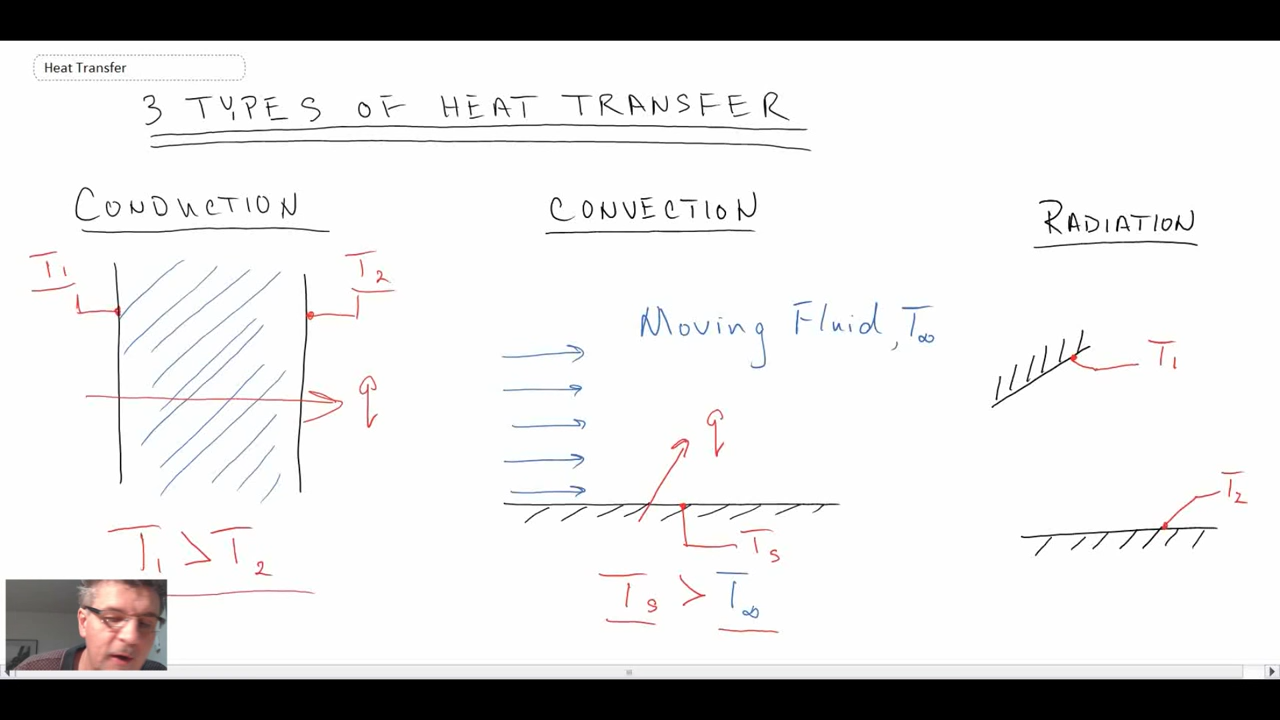 Heat Transfer
3 TYPES OF HEAT TRANSFER
CONDUCTION
T1
T2
q
T1 > T2
CONVECTION
Moving Fluid, T∞
q
Ts
Ts > T∞
RADIATION
T1
T2